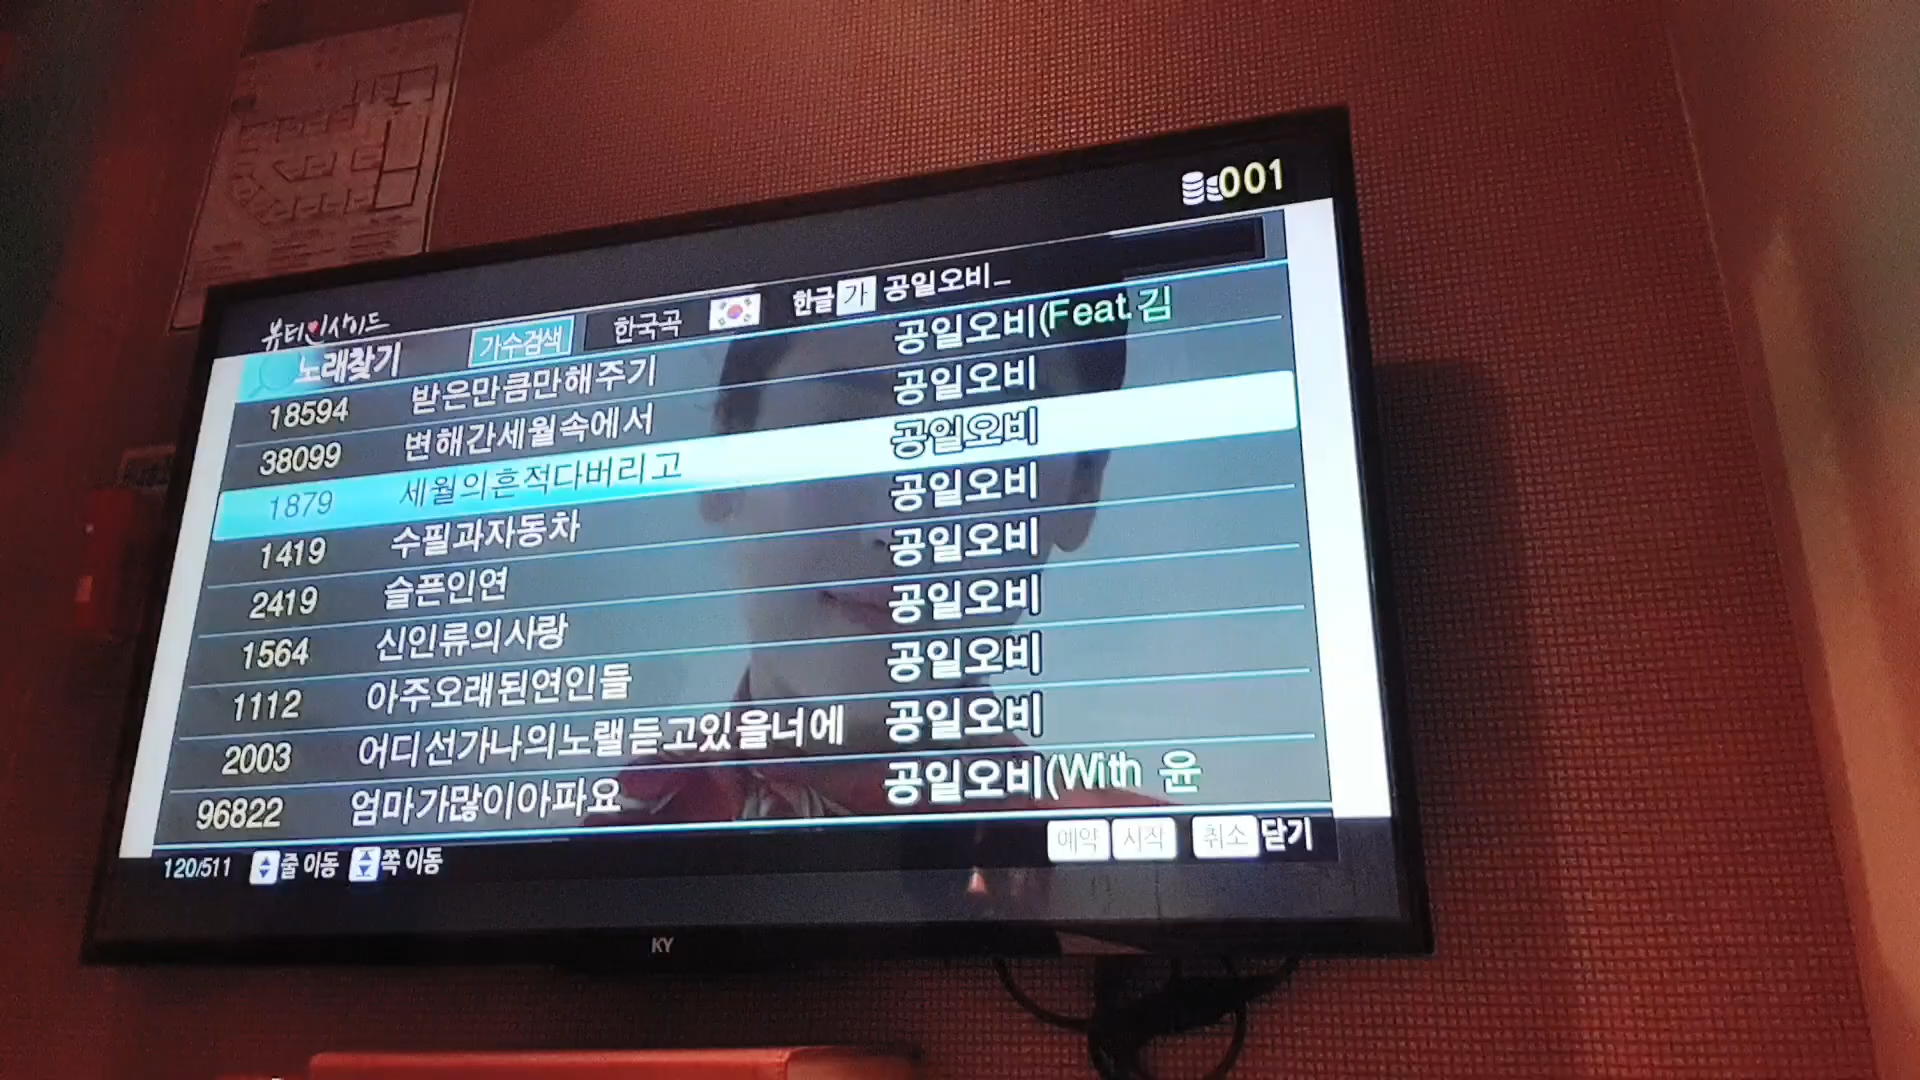 001
뷰티인사이드
노래찾기 가수검색 한국곡 한글 가 공일오비_
18594 받은만큼만해주기 공일오비(Feat.김
38099 변해간세월속에서 공일오비
1879 세월의흔적다버리고 공일오비
1419 수필과자동차 공일오비
2419 슬픈인연 공일오비
1564 신인류의사랑 공일오비
1112 아주오래된연인들 공일오비
2003 어디선가나의노랠듣고있을너에 공일오비
96822 엄마가많이아파요 공일오비(With 윤
120/511 줄 이동 쪽 이동 예약 시작 취소 닫기
KY